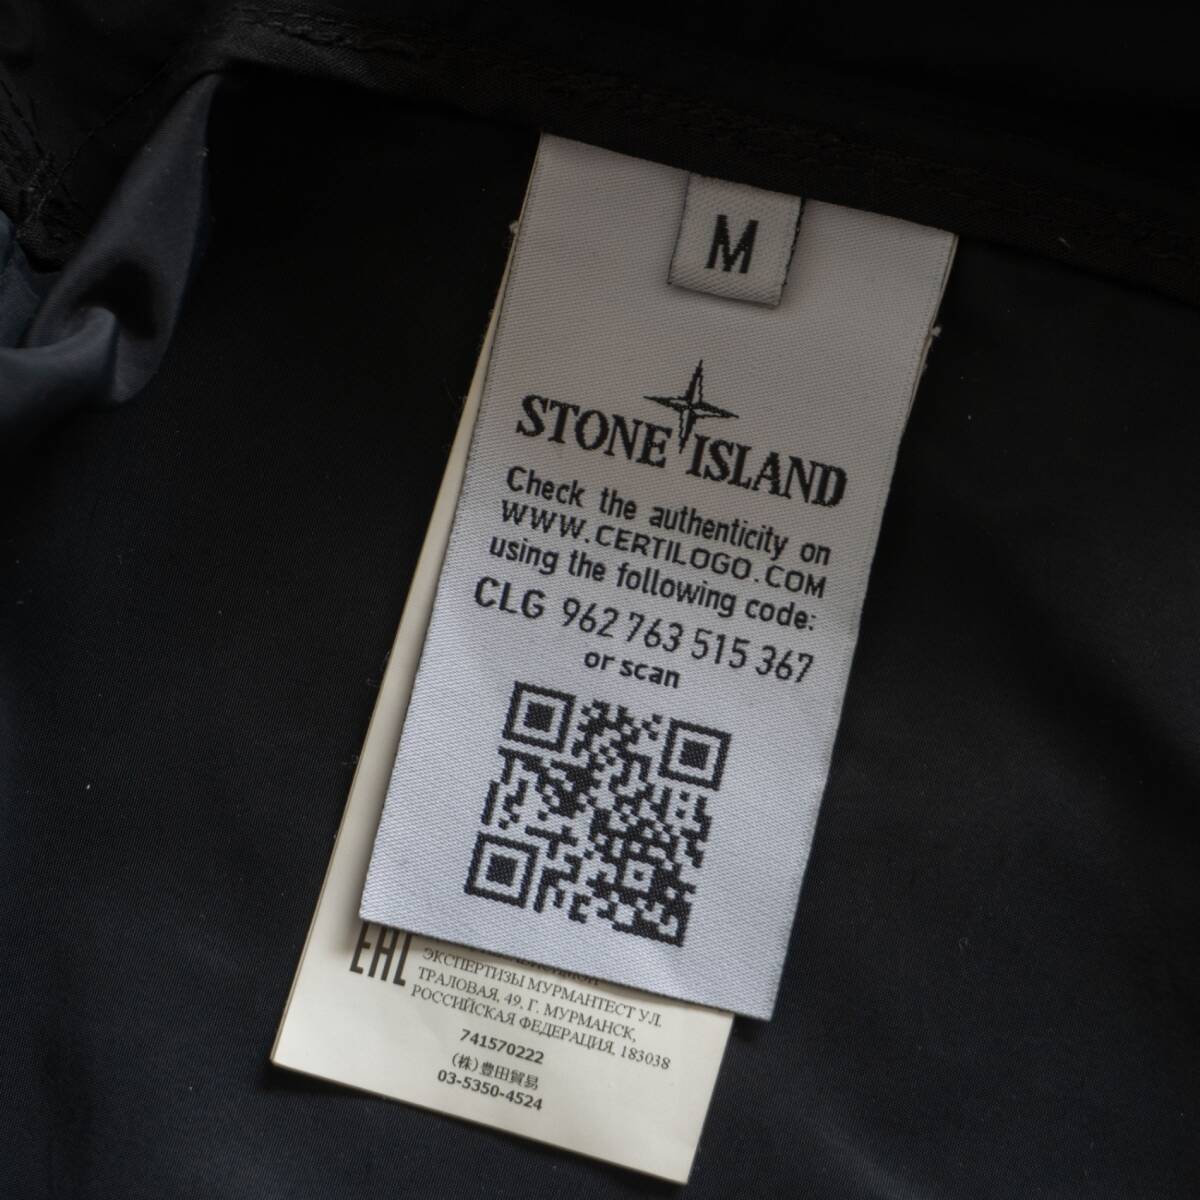 M
STONE ISLAND
Check the authenticity on
WWW.CERTILOGO.COM
using the following code:
CLG 962 763 515 367
or scan
EAC
ЭКСПЕРТИЗЫ МУРМАНТЕСТ УЛ.
ТРАЛОВАЯ, 49, Г. МУРМАНСК,
РОССИЙСКАЯ ФЕДЕРАЦИЯ, 183038
741570222
(株)豊田貿易
03-5350-4524